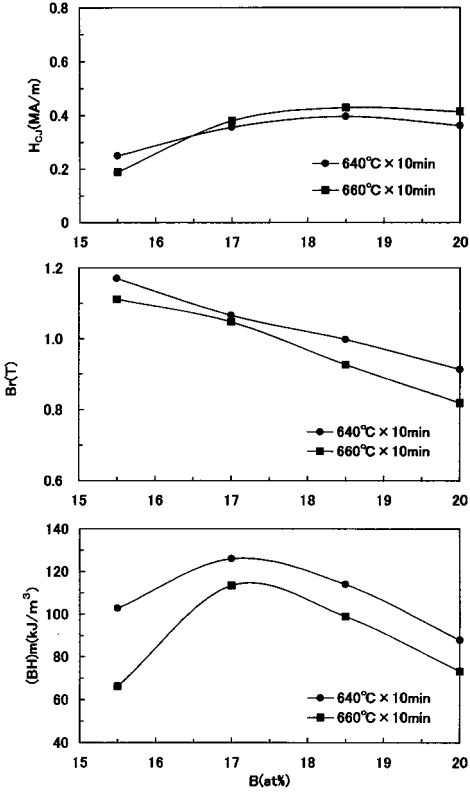 0.8
0.6
0.4
0.2
0
H_CJ(MA/m)
640℃×10min
660℃×10min
15 16 17 18 19 20
1.2
1.0
0.8
0.6
Br(T)
640℃×10min
660℃×10min
15 16 17 18 19 20
140
120
100
80
60
40
(BH)m(kJ/m³)
640℃×10min
660℃×10min
15 16 17 18 19 20
B(at%)